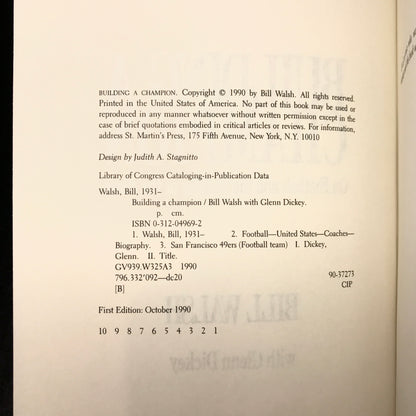 BUILDING A CHAMPION. Copyright © 1990 by Bill Walsh. All rights reserved.
Printed in the United States of America. No part of this book may be used or
reproduced in any manner whatsoever without written permission except in the
case of brief quotations embodied in critical articles or reviews. For information,
address St. Martin's Press, 175 Fifth Avenue, New York, N.Y. 10010
Design by Judith A. Stagnitto
Library of Congress Cataloging-in-Publication Data
Walsh, Bill, 1931–
Building a champion / Bill Walsh with Glenn Dickey.
p. cm.
ISBN 0-312-04969-2
1. Walsh, Bill, 1931– 2. Football—United States—Coaches—
Biography. 3. San Francisco 49ers (Football team) I. Dickey,
Glenn. II. Title.
GV939.W325A3 1990
796.332'092—dc20 90-37273
[B] CIP
First Edition: October 1990
10 9 8 7 6 5 4 3 2 1
BILL WALSH
with Glenn Dickey